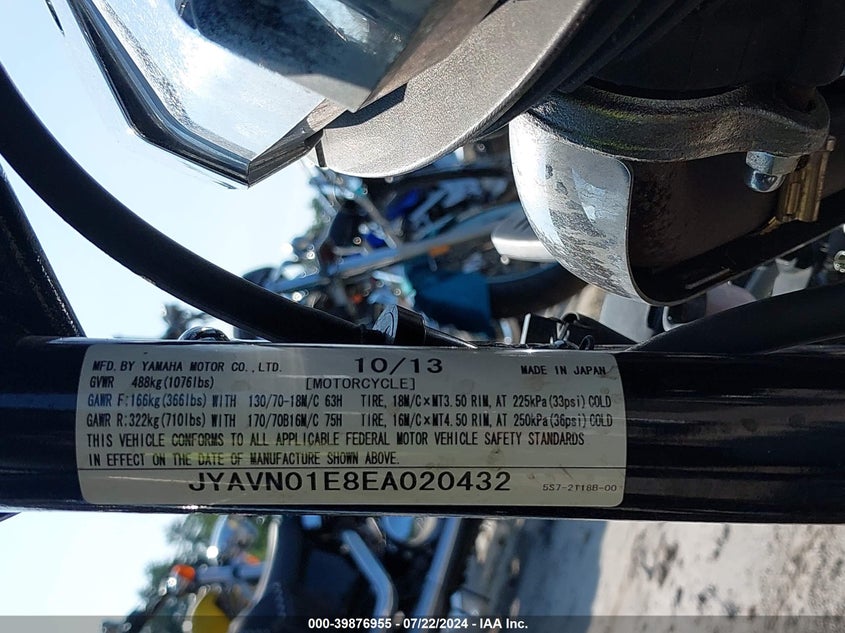 MFD. BY YAMAHA MOTOR CO., LTD. 10/13 MADE IN JAPAN
GVWR 488kg(1076lbs) [MOTORCYCLE]
GAWR F:166kg(366lbs)WITH 130/70-18M/C 63H TIRE, 18M/C×MT3.50 RIM, AT 225kPa(33psi)COLD
GAWR R:322kg(710lbs)WITH 170/70B16M/C 75H TIRE, 16M/C×MT4.50 RIM, AT 250kPa(36psi)COLD
THIS VEHICLE CONFORMS TO ALL APPLICABLE FEDERAL MOTOR VEHICLE SAFETY STANDARDS
IN EFFECT ON THE DATE OF MANUFACTURE SHOWN ABOVE.
JYAVN01E8EA020432 5S7-2118B-00
000-39876955 / 07/22/2024 - IAA Inc.